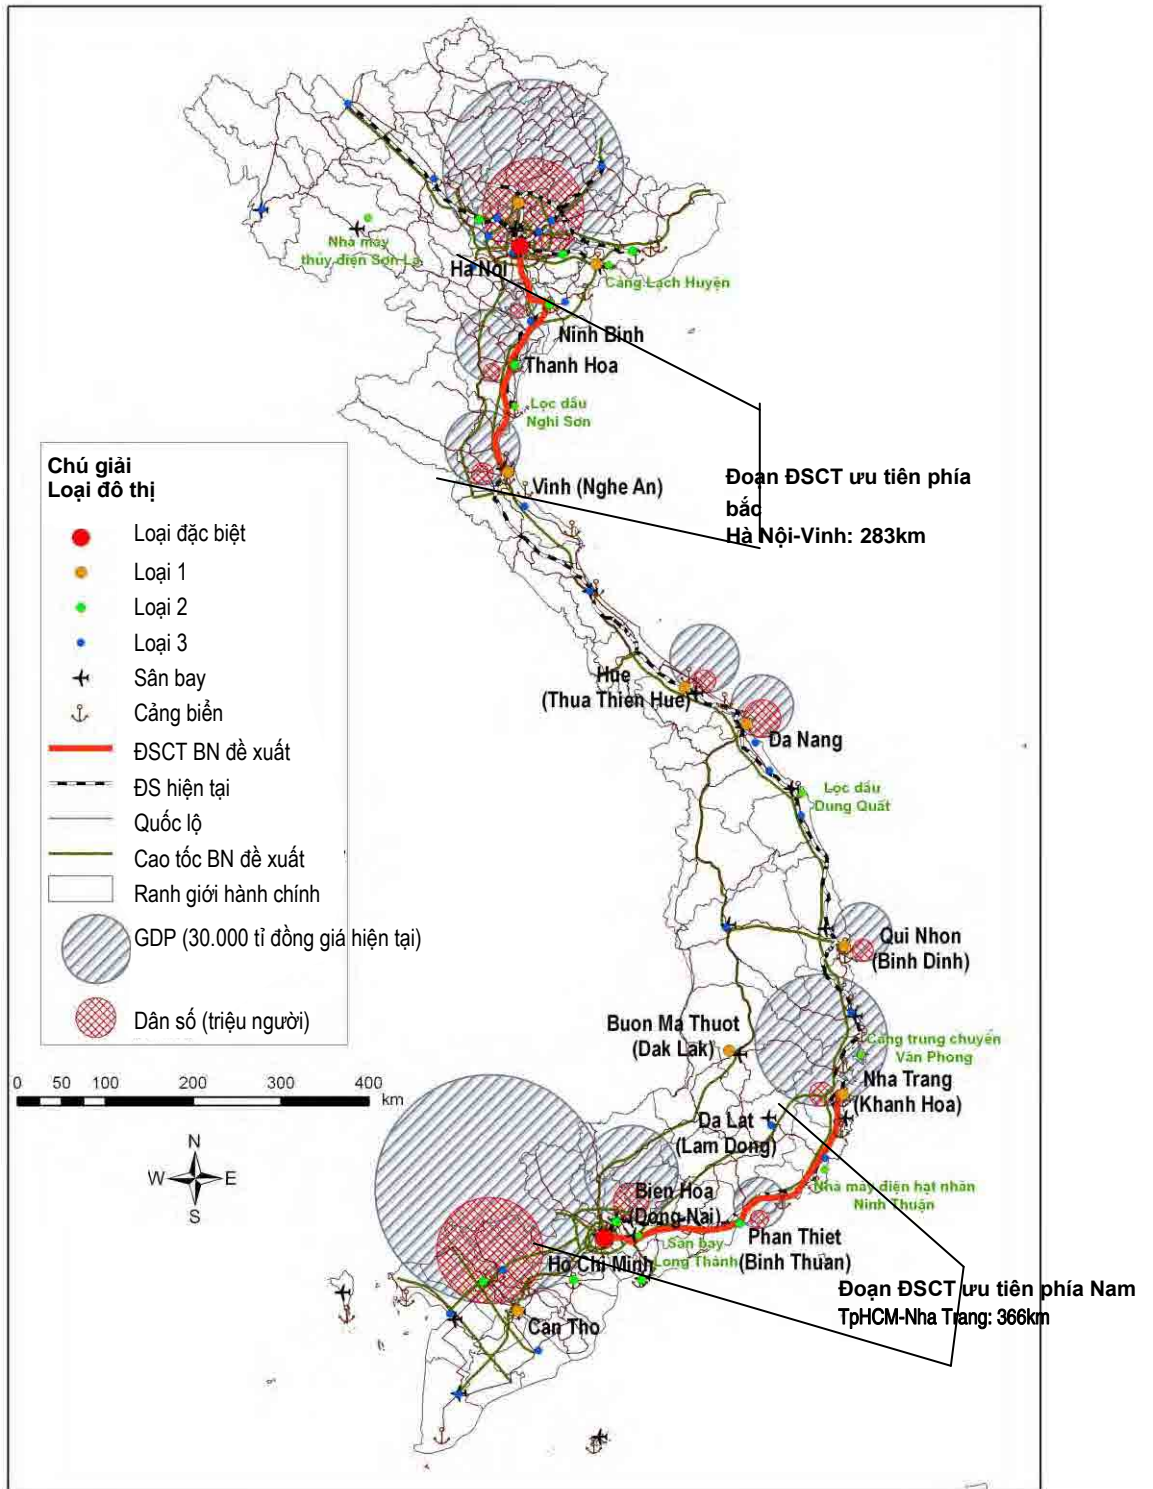 Nhà máy
thủy điện Sơn La
Ha Noi
Cảng Lạch Huyện
Ninh Binh
Thanh Hoa
Lọc dầu
Nghi Sơn
Vinh (Nghe An)
Đoạn ĐSCT ưu tiên phía
bắc
Hà Nội-Vinh: 283km
Chú giải
Loại đô thị
Loại đặc biệt
Loại 1
Loại 2
Loại 3
Sân bay
Cảng biển
ĐSCT BN đề xuất
ĐS hiện tại
Quốc lộ
Cao tốc BN đề xuất
Ranh giới hành chính
GDP (30.000 tỉ đồng giá hiện tại)
Dân số (triệu người)
Hue
(Thua Thien Hue)
Da Nang
Lọc dầu
Dung Quất
Qui Nhon
(Binh Dinh)
Buon Ma Thuot
(Dak Lak)
Cảng trung chuyển
Vân Phong
Nha Trang
(Khanh Hoa)
0 50 100 200 300 400
km
N
W E
S
Da Lat
(Lam Dong)
Nhà máy điện hạt nhân
Ninh Thuận
Bien Hoa
(Dong Nai)
Sân bay
Long Thành
Phan Thiet
(Binh Thuan)
Ho Chi Minh
Can Tho
Đoạn ĐSCT ưu tiên phía Nam
TpHCM-Nha Trang: 366km